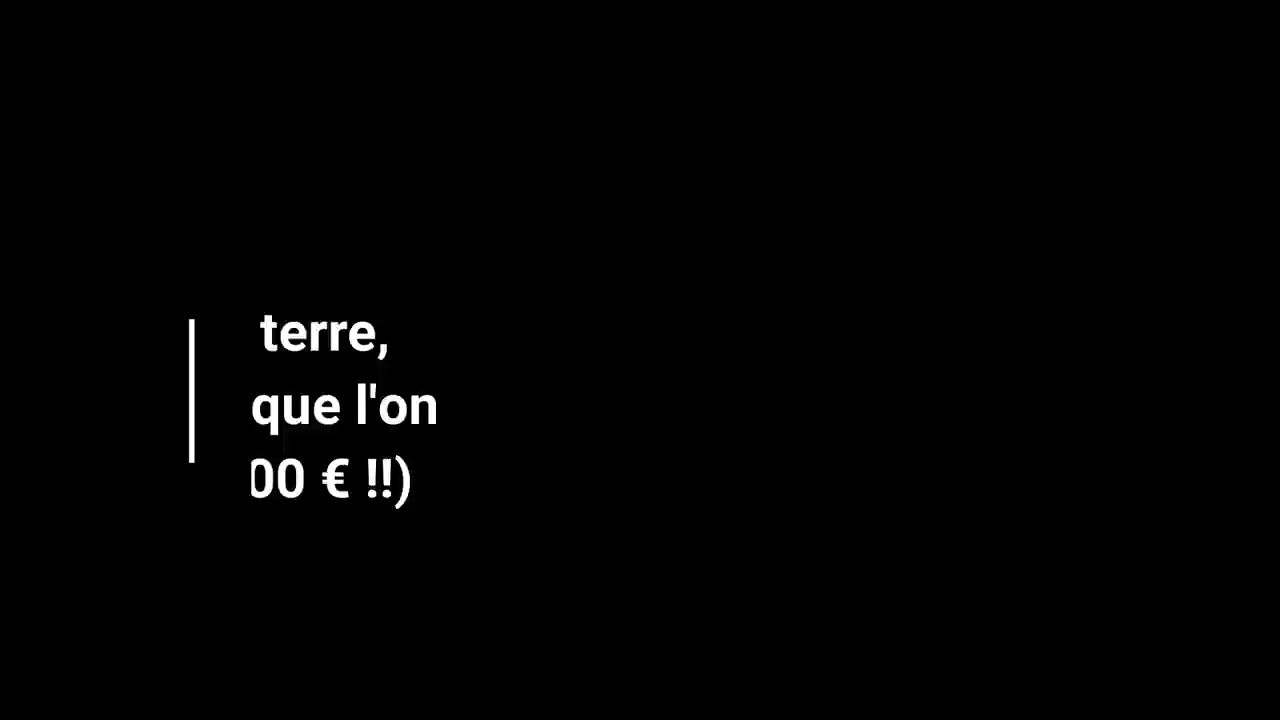 terre,
que l'on
00 € !!)